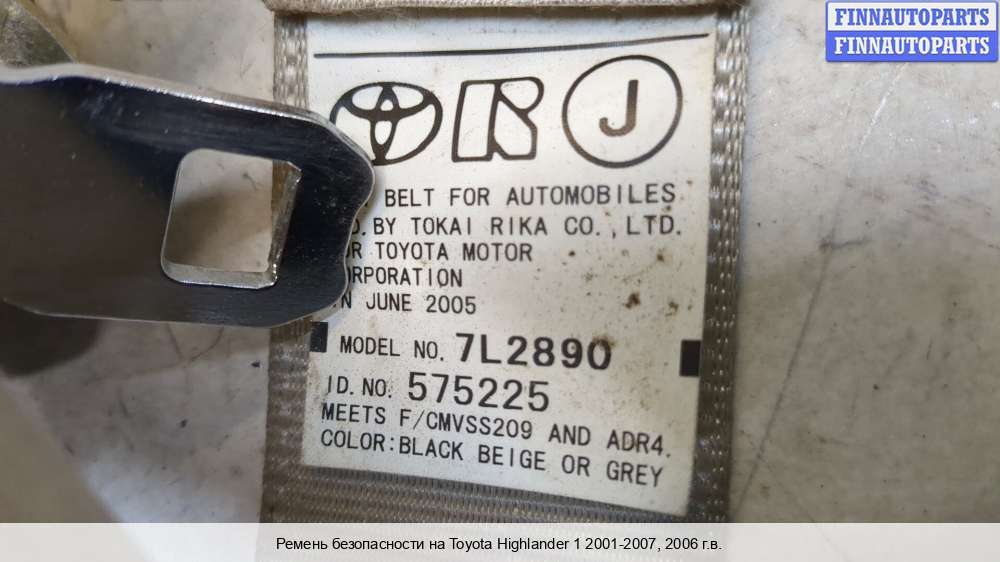 FINNAUTOPARTS
FINNAUTOPARTS
J
BELT FOR AUTOMOBILES
BY TOKAI RIKA CO., LTD.
TOYOTA MOTOR
JUNE 2005
MODEL NO. 7L2890
ID. NO. 575225
MEETS F/CMVSS209 AND ADR4.
COLOR:BLACK BEIGE OR GREY
Ремень безопасности на Toyota Highlander 1 2001-2007, 2006 г.в.